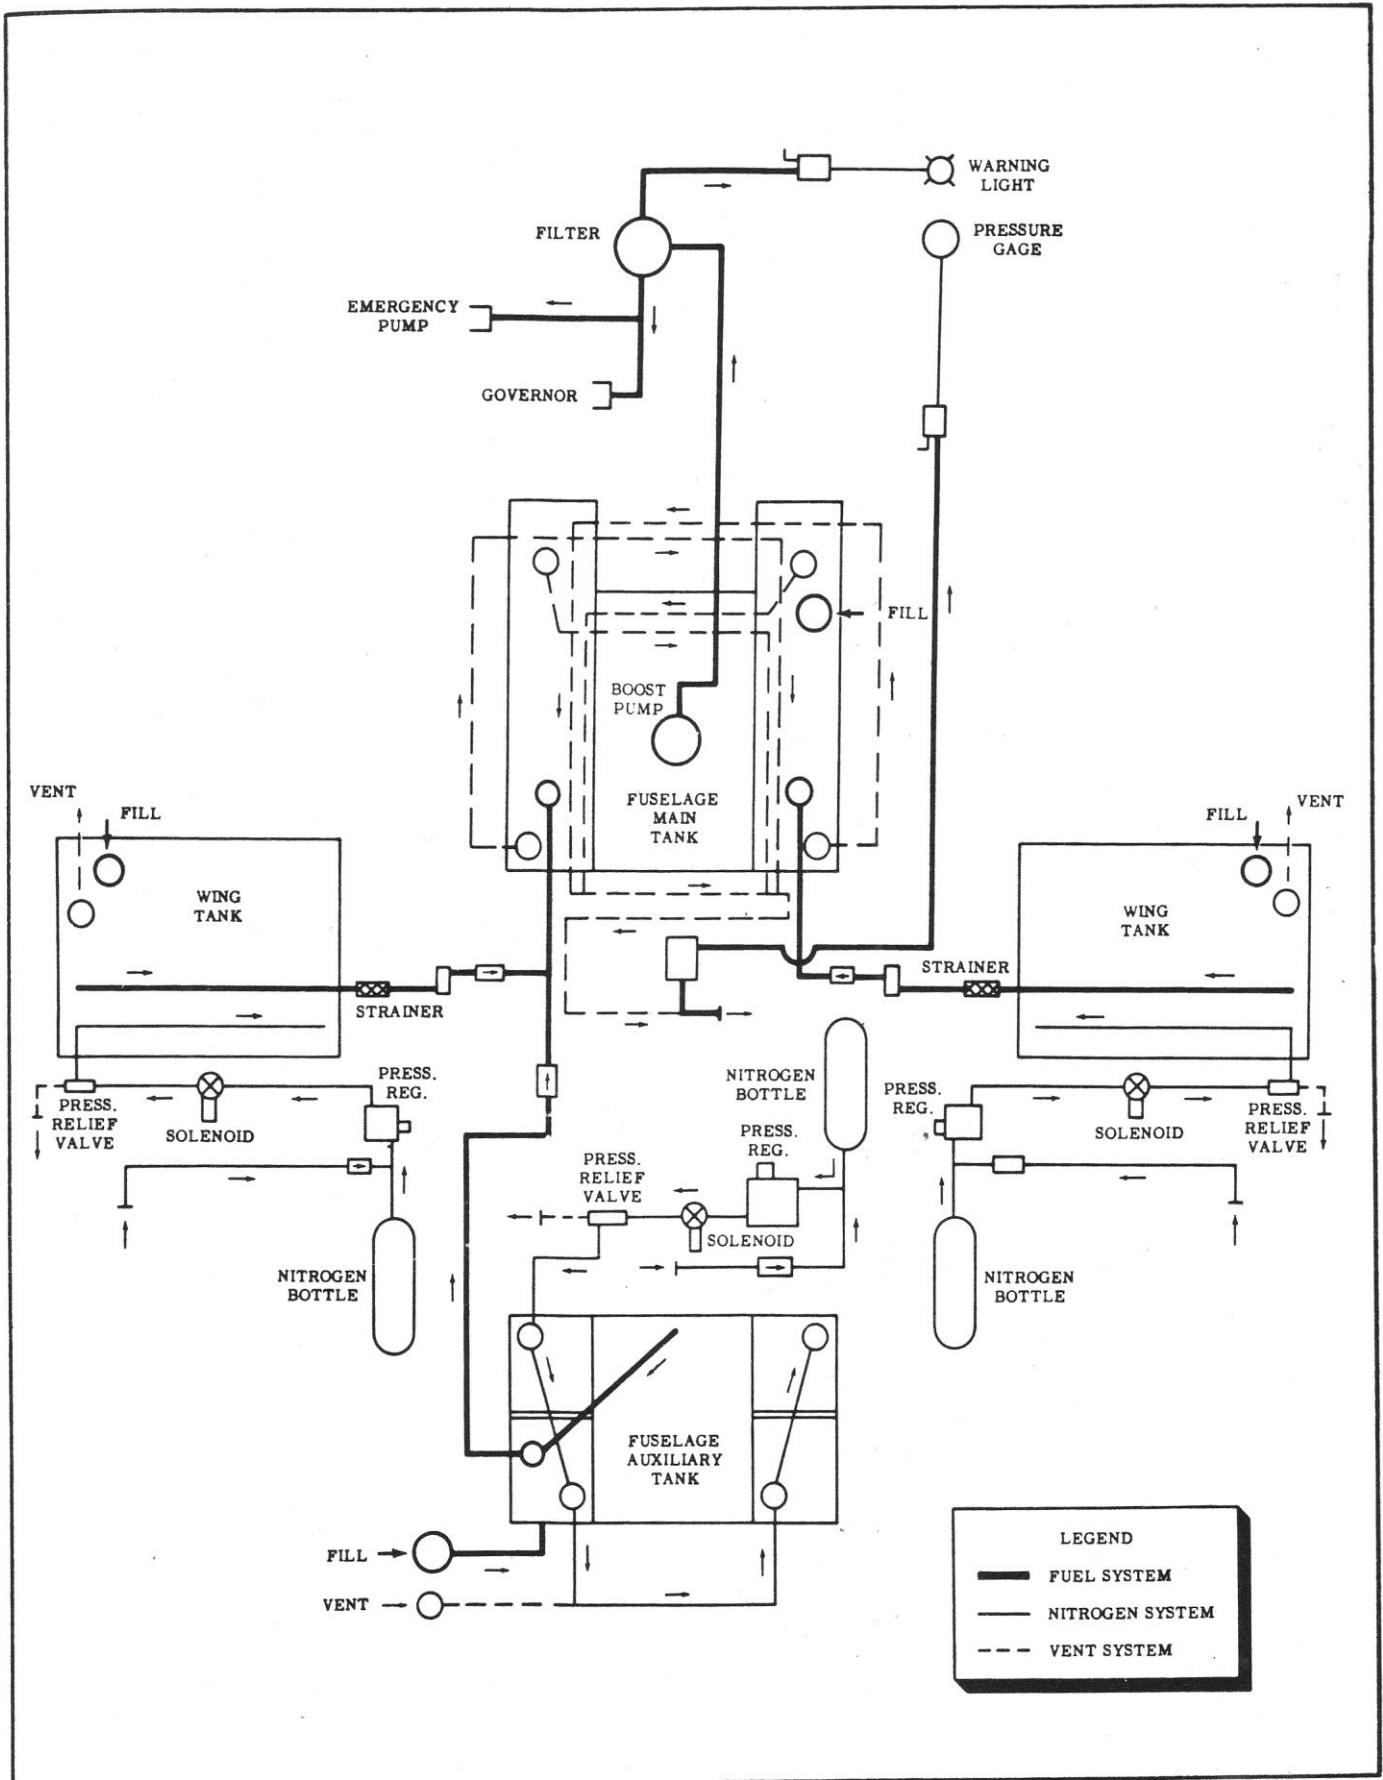 WARNING
LIGHT
FILTER
PRESSURE
GAGE
EMERGENCY
PUMP
GOVERNOR
FILL
BOOST
PUMP
FUSELAGE
MAIN
TANK
VENT
FILL
WING
TANK
STRAINER
FILL
VENT
WING
TANK
STRAINER
PRESS.
REG.
PRESS.
RELIEF
VALVE
SOLENOID
NITROGEN
BOTTLE
NITROGEN
BOTTLE
PRESS.
REG.
PRESS.
RELIEF
VALVE
SOLENOID
PRESS.
REG.
SOLENOID
PRESS.
RELIEF
VALVE
NITROGEN
BOTTLE
FUSELAGE
AUXILIARY
TANK
FILL
VENT
LEGEND
FUEL SYSTEM
NITROGEN SYSTEM
VENT SYSTEM